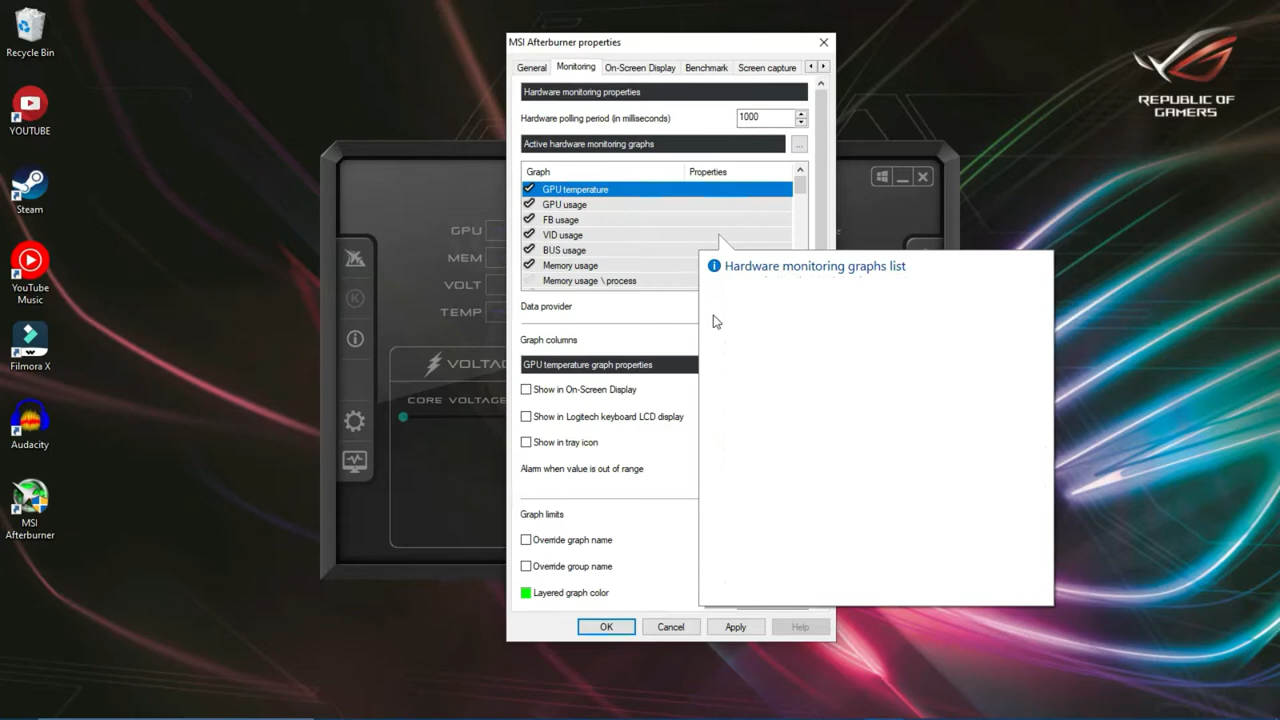 Recycle Bin
YOUTUBE
Steam
YouTube
Music
Filmora X
Audacity
MSI
Afterburner
REPUBLIC OF
GAMERS
GPU
MEM
VOLT
TEMP
VOLTAG
CORE VOLTAGE
MSI Afterburner properties
General
Monitoring
On-Screen Display
Benchmark
Screen capture
Hardware monitoring properties
Hardware polling period (in milliseconds)
1000
Active hardware monitoring graphs
...
Graph
Properties
GPU temperature
GPU usage
FB usage
VID usage
BUS usage
Memory usage
Memory usage \ process
Data provider
Graph columns
GPU temperature graph properties
Show in On-Screen Display
Show in Logitech keyboard LCD display
Show in tray icon
Alarm when value is out of range
Graph limits
Override graph name
Override group name
Layered graph color
Hardware monitoring graphs list
OK
Cancel
Apply
Help